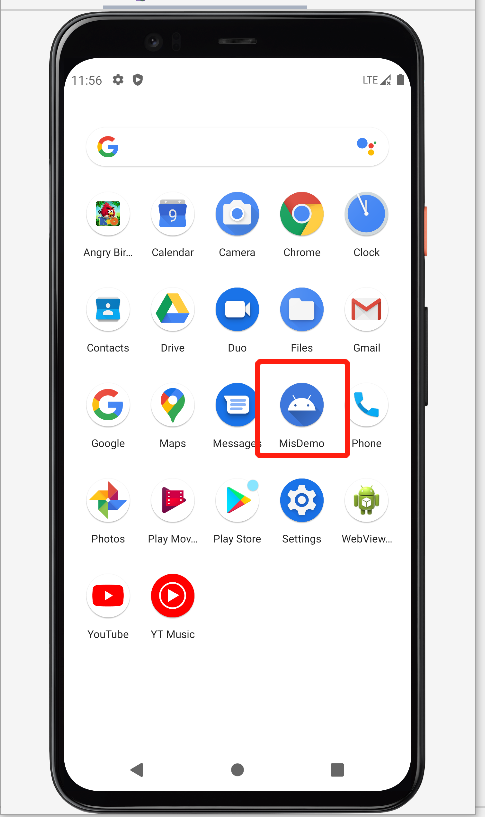 11:56 LTE
Angry Bir... Calendar Camera Chrome Clock
9
Contacts Drive Duo Files Gmail
Google Maps Messages MisDemo Phone
Photos Play Mov... Play Store Settings WebView...
YouTube YT Music